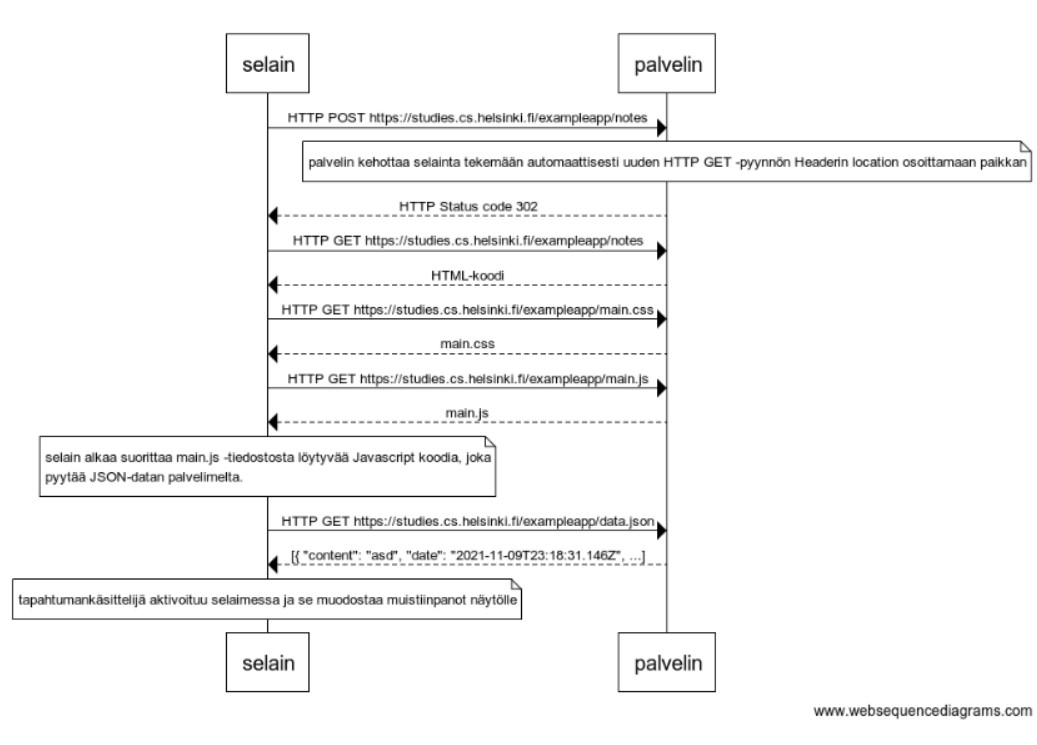 selain
palvelin
HTTP POST https://studies.cs.helsinki.fi/exampleapp/notes
palvelin kehottaa selainta tekemään automaattisesti uuden HTTP GET -pyynnön Headerin location osoittamaan paikkan
HTTP Status code 302
HTTP GET https://studies.cs.helsinki.fi/exampleapp/notes
HTML-koodi
HTTP GET https://studies.cs.helsinki.fi/exampleapp/main.css
main.css
HTTP GET https://studies.cs.helsinki.fi/exampleapp/main.js
main.js
selain alkaa suorittaa main.js -tiedostosta löytyvää Javascript koodia, joka
pyytää JSON-datan palvelimelta.
HTTP GET https://studies.cs.helsinki.fi/exampleapp/data.json
[{ "content": "asd", "date": "2021-11-09T23:18:31.146Z", ...]
tapahtumankäsittelijä aktivoituu selaimessa ja se muodostaa muistiinpanot näytölle
selain
palvelin
www.websequencediagrams.com